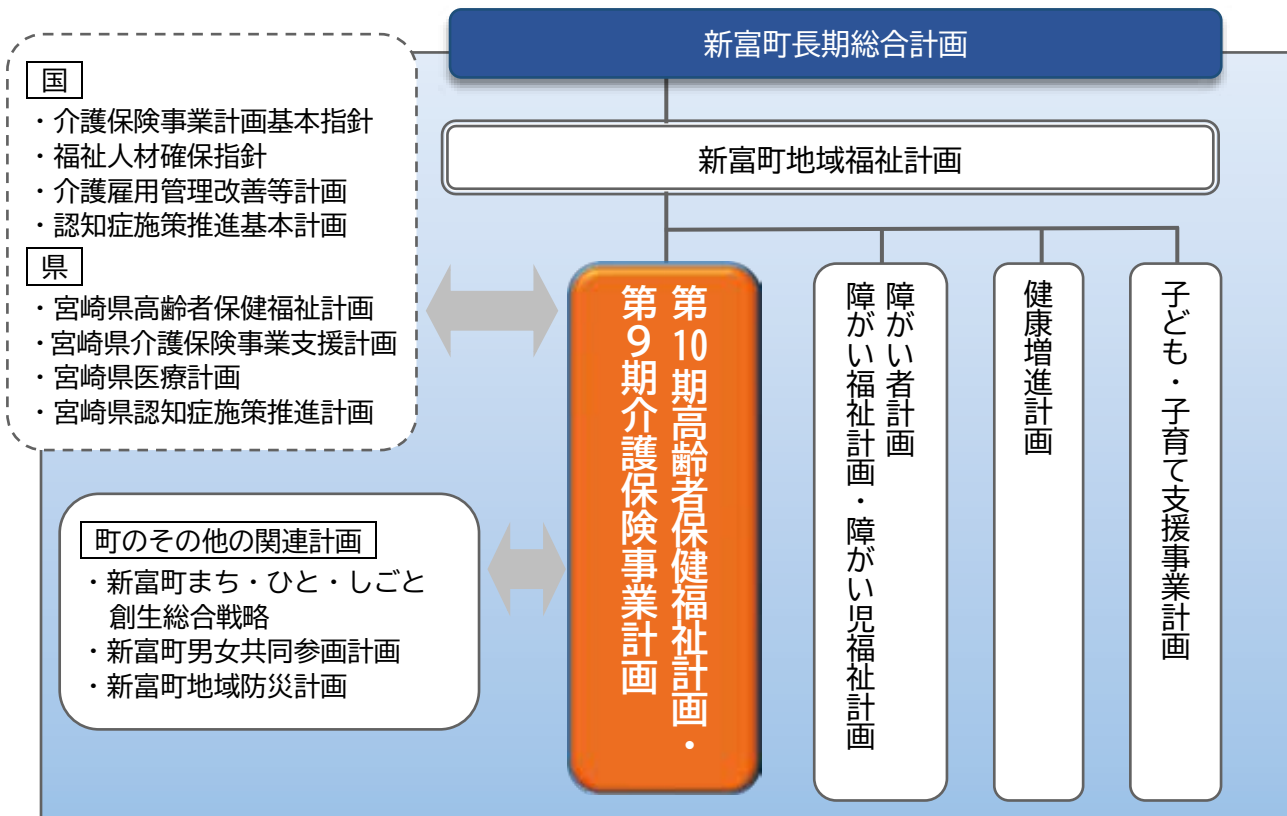 新富町長期総合計画
新富町地域福祉計画
国
・介護保険事業計画基本指針
・福祉人材確保指針
・介護雇用管理改善等計画
・認知症施策推進基本計画
県
・宮崎県高齢者保健福祉計画
・宮崎県介護保険事業支援計画
・宮崎県医療計画
・宮崎県認知症施策推進計画
町のその他の関連計画
・新富町まち・ひと・しごと
創生総合戦略
・新富町男女共同参画計画
・新富町地域防災計画
第10期高齢者保健福祉計画・
第９期介護保険事業計画
障がい者計画
障がい福祉計画・障がい児福祉計画
健康増進計画
子ども・子育て支援事業計画